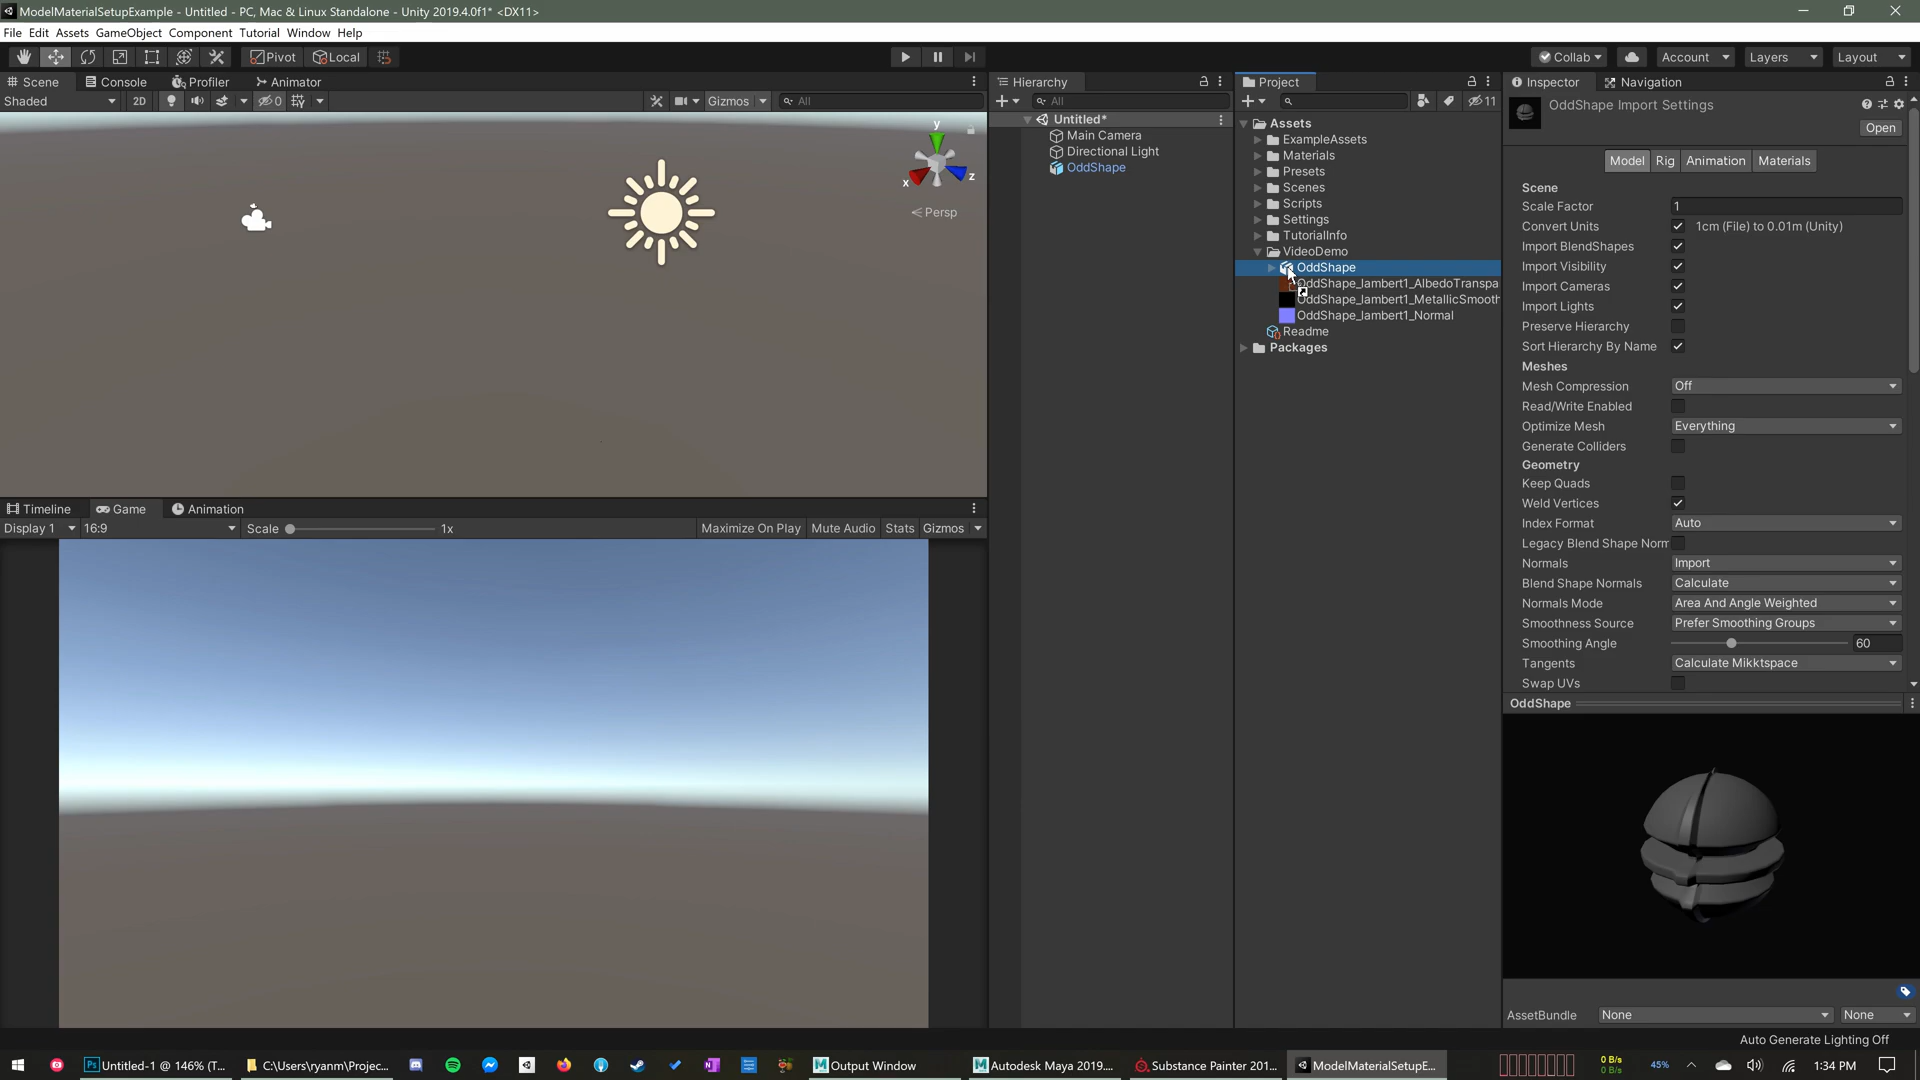 ModelMaterialSetupExample - Untitled - PC, Mac & Linux Standalone - Unity 2019.4.0f1* <DX11>
File Edit Assets GameObject Component Tutorial Window Help
Pivot Local Collab Account Layers Layout
Scene Console Profiler Animator
Shaded 2D 0 Gizmos All
y
x z
Persp
Timeline Game Animation
Display 1 16:9 Scale 1x Maximize On Play Mute Audio Stats Gizmos
Hierarchy
All
Untitled*
Main Camera
Directional Light
OddShape
Project
11
Assets
ExampleAssets
Materials
Presets
Scenes
Scripts
Settings
TutorialInfo
VideoDemo
OddShape
OddShape_lambert1_AlbedoTranspa
OddShape_lambert1_MetallicSmooth
OddShape_lambert1_Normal
Readme
Packages
Inspector Navigation
OddShape Import Settings
Open
Model Rig Animation Materials
Scene
Scale Factor 1
Convert Units 1cm (File) to 0.01m (Unity)
Import BlendShapes
Import Visibility
Import Cameras
Import Lights
Preserve Hierarchy
Sort Hierarchy By Name
Meshes
Mesh Compression Off
Read/Write Enabled
Optimize Mesh Everything
Generate Colliders
Geometry
Keep Quads
Weld Vertices
Index Format Auto
Legacy Blend Shape Norm
Normals Import
Blend Shape Normals Calculate
Normals Mode Area And Angle Weighted
Smoothness Source Prefer Smoothing Groups
Smoothing Angle 60
Tangents Calculate Mikktspace
Swap UVs
OddShape
AssetBundle None None
Auto Generate Lighting Off
Untitled-1 @ 146% (T... C:\Users\ryanm\Projec... Output Window Autodesk Maya 2019.... Substance Painter 201... ModelMaterialSetupE... 0 B/s 45% 1:34 PM
0 B/s